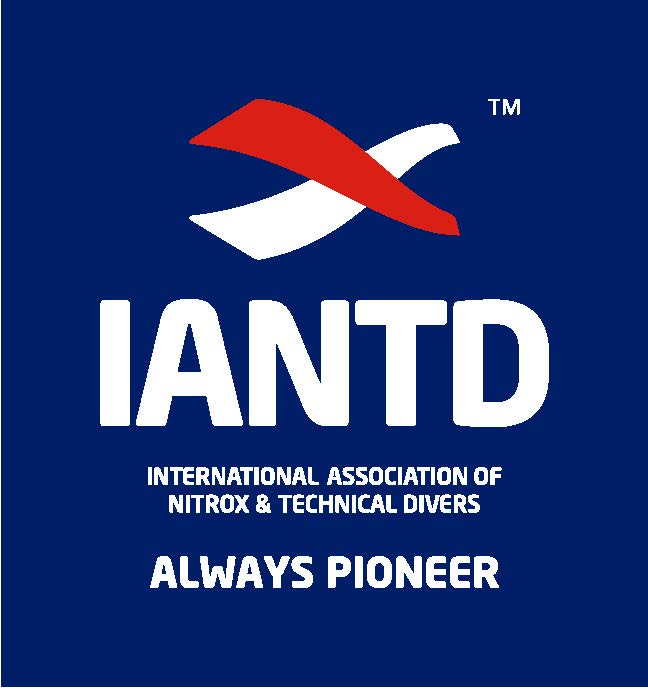 TM
IANTD
INTERNATIONAL ASSOCIATION OF
NITROX & TECHNICAL DIVERS
ALWAYS PIONEER